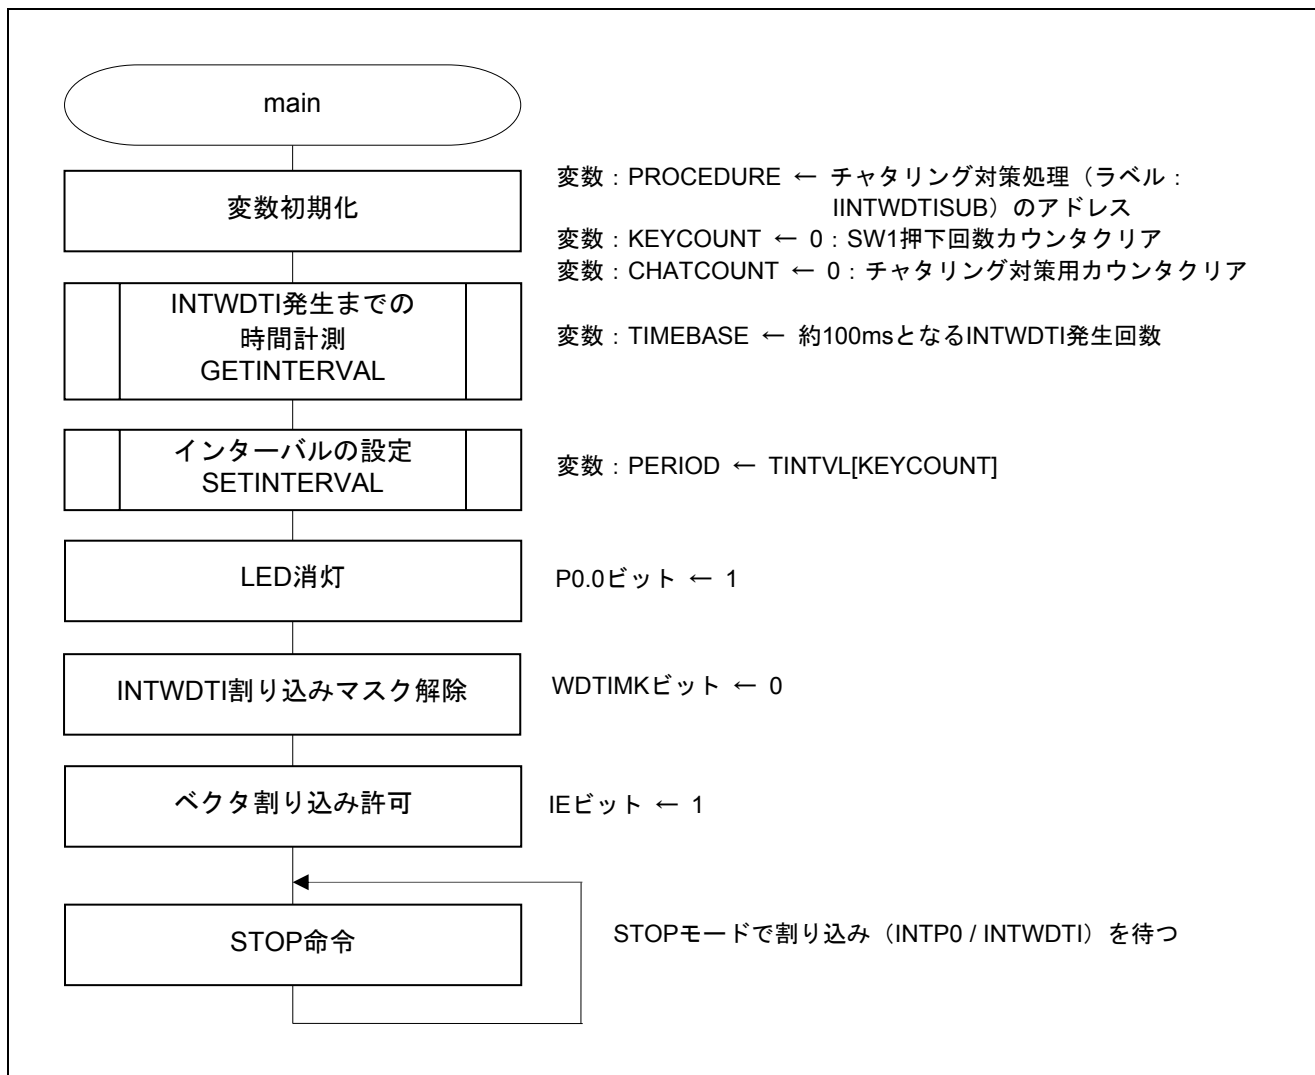 main
変数初期化
変数：PROCEDURE ← チャタリング対策処理（ラベル：
IINTWDTISUB）のアドレス
変数：KEYCOUNT ← 0：SW1押下回数カウンタクリア
変数：CHATCOUNT ← 0：チャタリング対策用カウンタクリア
INTWDTI発生までの
時間計測
GETINTERVAL
変数：TIMEBASE ← 約100msとなるINTWDTI発生回数
インターバルの設定
SETINTERVAL
変数：PERIOD ← TINTVL[KEYCOUNT]
LED消灯
P0.0ビット ← 1
INTWDTI割り込みマスク解除
WDTIMKビット ← 0
ベクタ割り込み許可
IEビット ← 1
STOP命令
STOPモードで割り込み（INTP0 / INTWDTI）を待つ